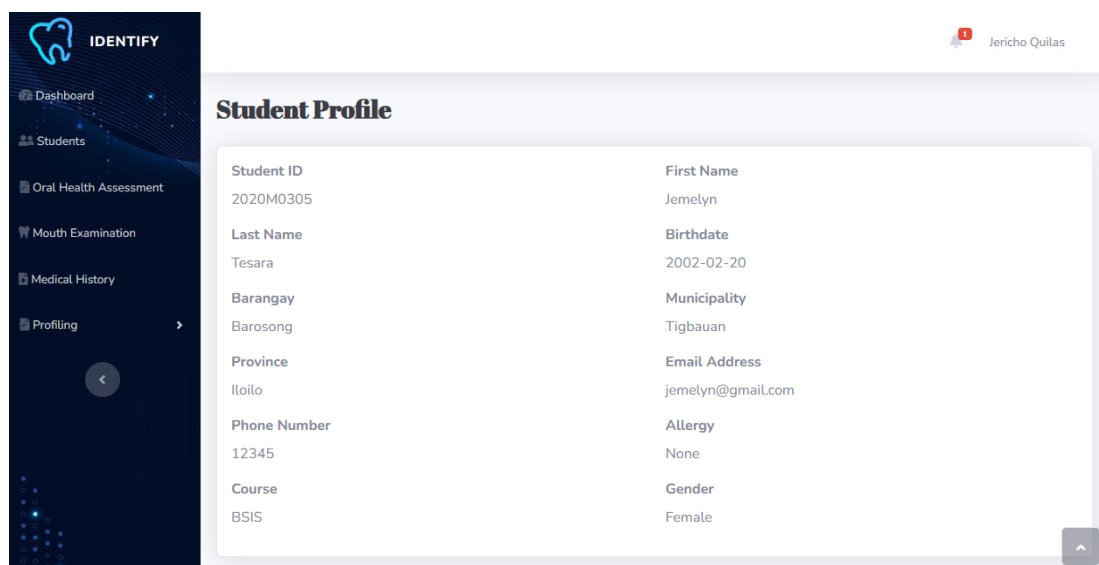 IDENTIFY
1
Jericho Quilas
Dashboard
Students
Oral Health Assessment
Mouth Examination
Medical History
Profiling
Student Profile
Student ID
2020M0305
First Name
Jemelyn
Last Name
Tesara
Birthdate
2002-02-20
Barangay
Barosong
Municipality
Tigbauan
Province
Iloilo
Email Address
jemelyn@gmail.com
Phone Number
12345
Allergy
None
Course
BSIS
Gender
Female